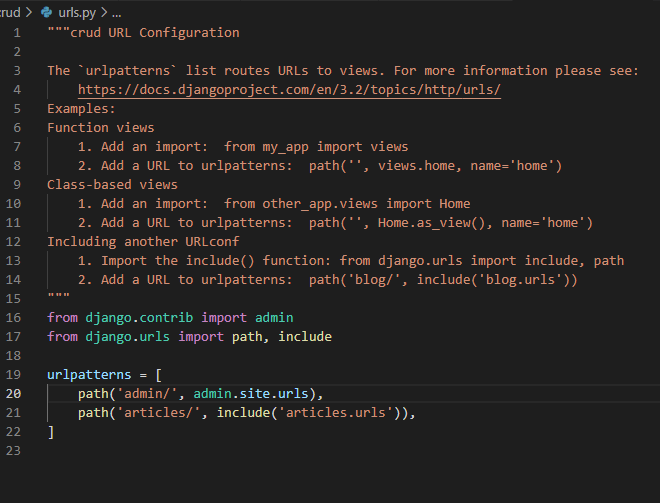 crud > urls.py > ...
1 """crud URL Configuration
2
3 The `urlpatterns` list routes URLs to views. For more information please see:
4     https://docs.djangoproject.com/en/3.2/topics/http/urls/
5 Examples:
6 Function views
7     1. Add an import:  from my_app import views
8     2. Add a URL to urlpatterns:  path('', views.home, name='home')
9 Class-based views
10     1. Add an import:  from other_app.views import Home
11     2. Add a URL to urlpatterns:  path('', Home.as_view(), name='home')
12 Including another URLconf
13     1. Import the include() function: from django.urls import include, path
14     2. Add a URL to urlpatterns:  path('blog/', include('blog.urls'))
15 """
16 from django.contrib import admin
17 from django.urls import path, include
18
19 urlpatterns = [
20     path('admin/', admin.site.urls),
21     path('articles/', include('articles.urls')),
22 ]
23